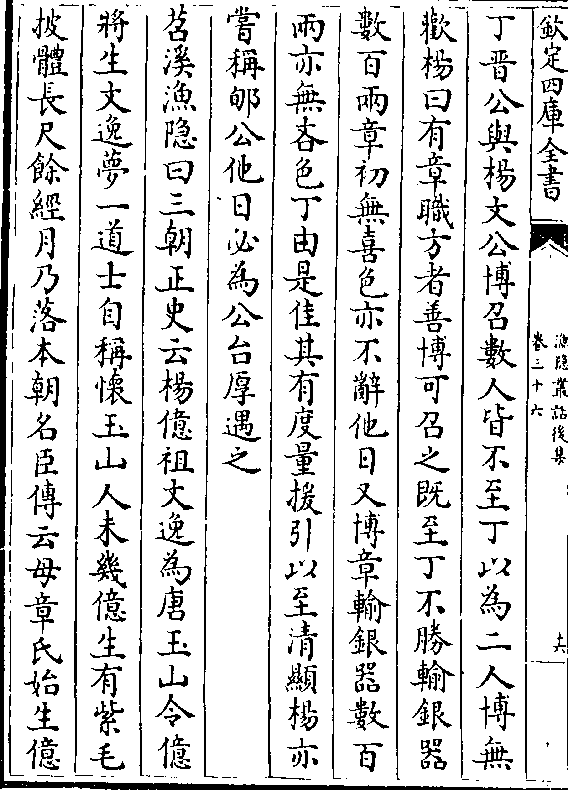 欽定四庫全書
漁隱叢話後集
卷三十六
十六
丁晋公與楊文公博召數人皆不至丁以為二人博無
歡楊曰有章職方者善博可召之既至丁不勝輸銀器
數百兩章初無喜色亦不辭他日又博章輸銀器數百
兩亦無吝色丁由是佳其有度量援引以至清顯楊亦
嘗稱郇公他日必為公台厚遇之
苕溪漁隐曰三朝正史云楊億祖文逸為唐玉山令億
將生文逸夢一道士自稱懷玉山人未幾億生有紫毛
披體長尺餘經月乃落本朝名臣傳云母章氏始生億